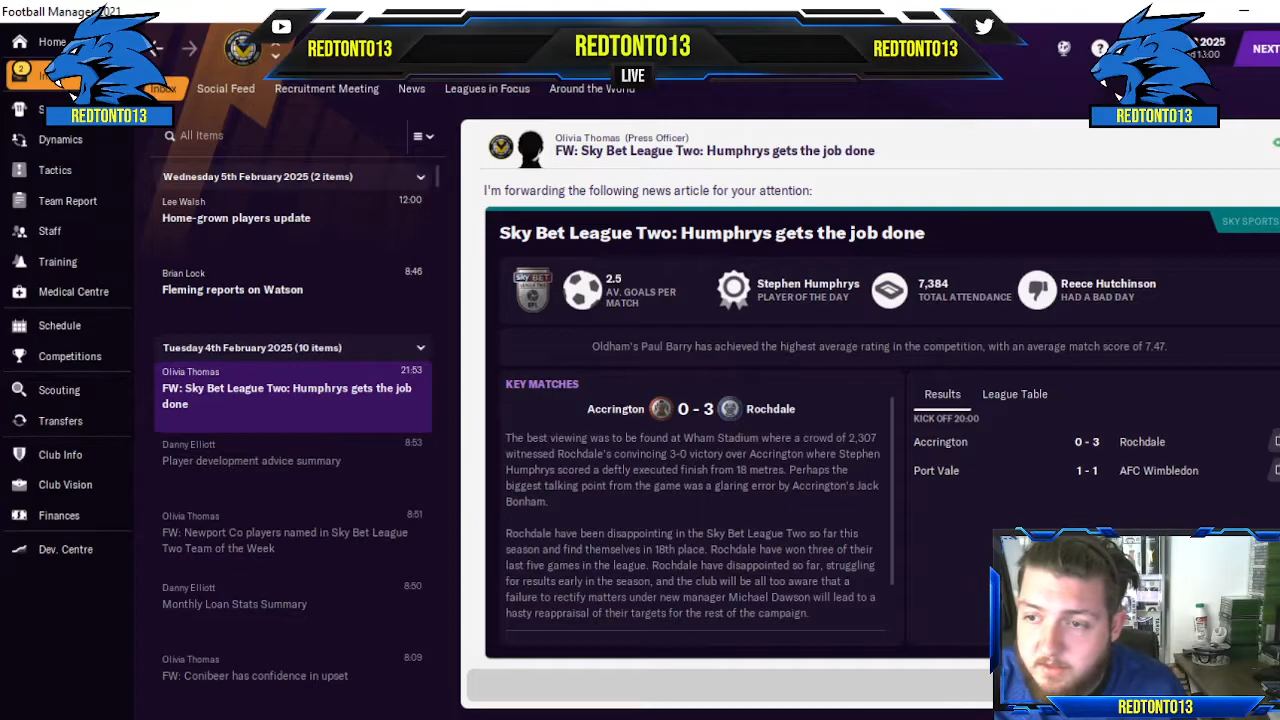 Football Manager 2021
REDTONTO13
REDTONTO13
REDTONTO13
LIVE
REDTONTO13
REDTONTO13
Home
2
Inbox
Social Feed
Recruitment Meeting
News
Leagues in Focus
Around the World
2025
13:00
NEXT
Dynamics
Tactics
Team Report
Staff
Training
Medical Centre
Schedule
Competitions
Scouting
Transfers
Club Info
Club Vision
Finances
Dev. Centre
All Items
Wednesday 5th February 2025 (2 items)
Lee Walsh 12:00
Home-grown players update
Brian Lock 8:46
Fleming reports on Watson
Tuesday 4th February 2025 (10 items)
Olivia Thomas 21:53
FW: Sky Bet League Two: Humphrys gets the job
done
Danny Elliott 8:53
Player development advice summary
Olivia Thomas 8:51
FW: Newport Co players named in Sky Bet League
Two Team of the Week
Danny Elliott 8:50
Monthly Loan Stats Summary
Olivia Thomas 8:09
FW: Conibeer has confidence in upset
Olivia Thomas (Press Officer)
FW: Sky Bet League Two: Humphrys gets the job done
I'm forwarding the following news article for your attention:
SKY SPORTS
Sky Bet League Two: Humphrys gets the job done
sky BET
2.5
AV. GOALS PER
MATCH
Stephen Humphrys
PLAYER OF THE DAY
7,384
TOTAL ATTENDANCE
Reece Hutchinson
HAD A BAD DAY
Oldham's Paul Barry has achieved the highest average rating in the competition, with an average match score of 7.47.
KEY MATCHES
Accrington 0 - 3 Rochdale
The best viewing was to be found at Wham Stadium where a crowd of 2,307
witnessed Rochdale's convincing 3-0 victory over Accrington where Stephen
Humphrys scored a deftly executed finish from 18 metres. Perhaps the
biggest talking point from the game was a glaring error by Accrington's Jack
Bonham.
Rochdale have been disappointing in the Sky Bet League Two so far this
season and find themselves in 18th place. Rochdale have won three of their
last five games in the league. Rochdale have disappointed so far, struggling
for results early in the season, and the club will be all too aware that a
failure to rectify matters under new manager Michael Dawson will lead to a
hasty reappraisal of their targets for the rest of the campaign.
Results
League Table
KICK OFF 20:00
Accrington 0 - 3 Rochdale
Port Vale 1 - 1 AFC Wimbledon
REDTONTO13